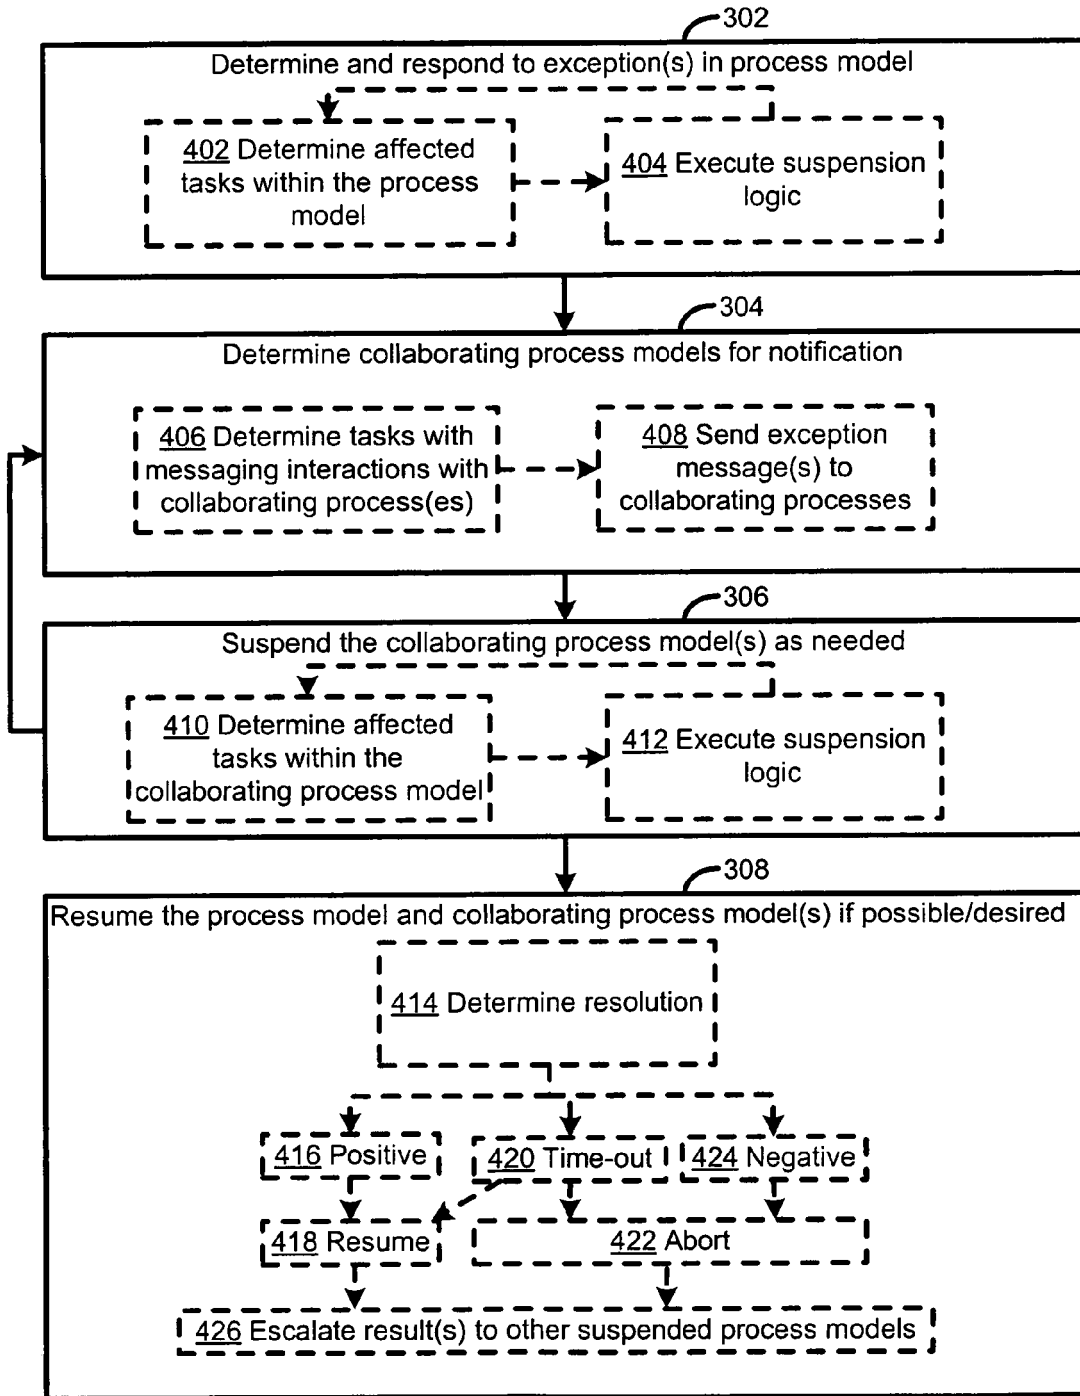 302
Determine and respond to exception(s) in process model
402 Determine affected
tasks within the process
model
404 Execute suspension
logic
304
Determine collaborating process models for notification
406 Determine tasks with
messaging interactions with
collaborating process(es)
408 Send exception
message(s) to
collaborating processes
306
Suspend the collaborating process model(s) as needed
410 Determine affected
tasks within the
collaborating process model
412 Execute suspension
logic
308
Resume the process model and collaborating process model(s) if possible/desired
414 Determine resolution
416 Positive
420 Time-out
424 Negative
418 Resume
422 Abort
426 Escalate result(s) to other suspended process models